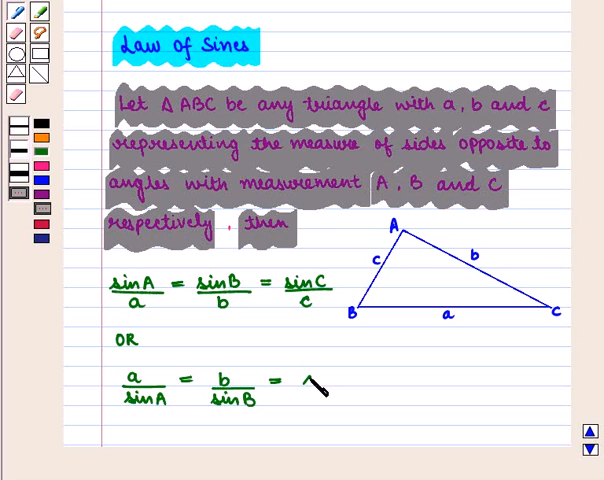 Law of Sines
Let Δ ABC be any triangle with a, b and c
representing the measure of sides opposite to
angles with measurement A, B and C
respectively, then
sinA/a = sinB/b = sinC/c
OR
a/sinA = b/sinB =
A
c
b
B
a
C